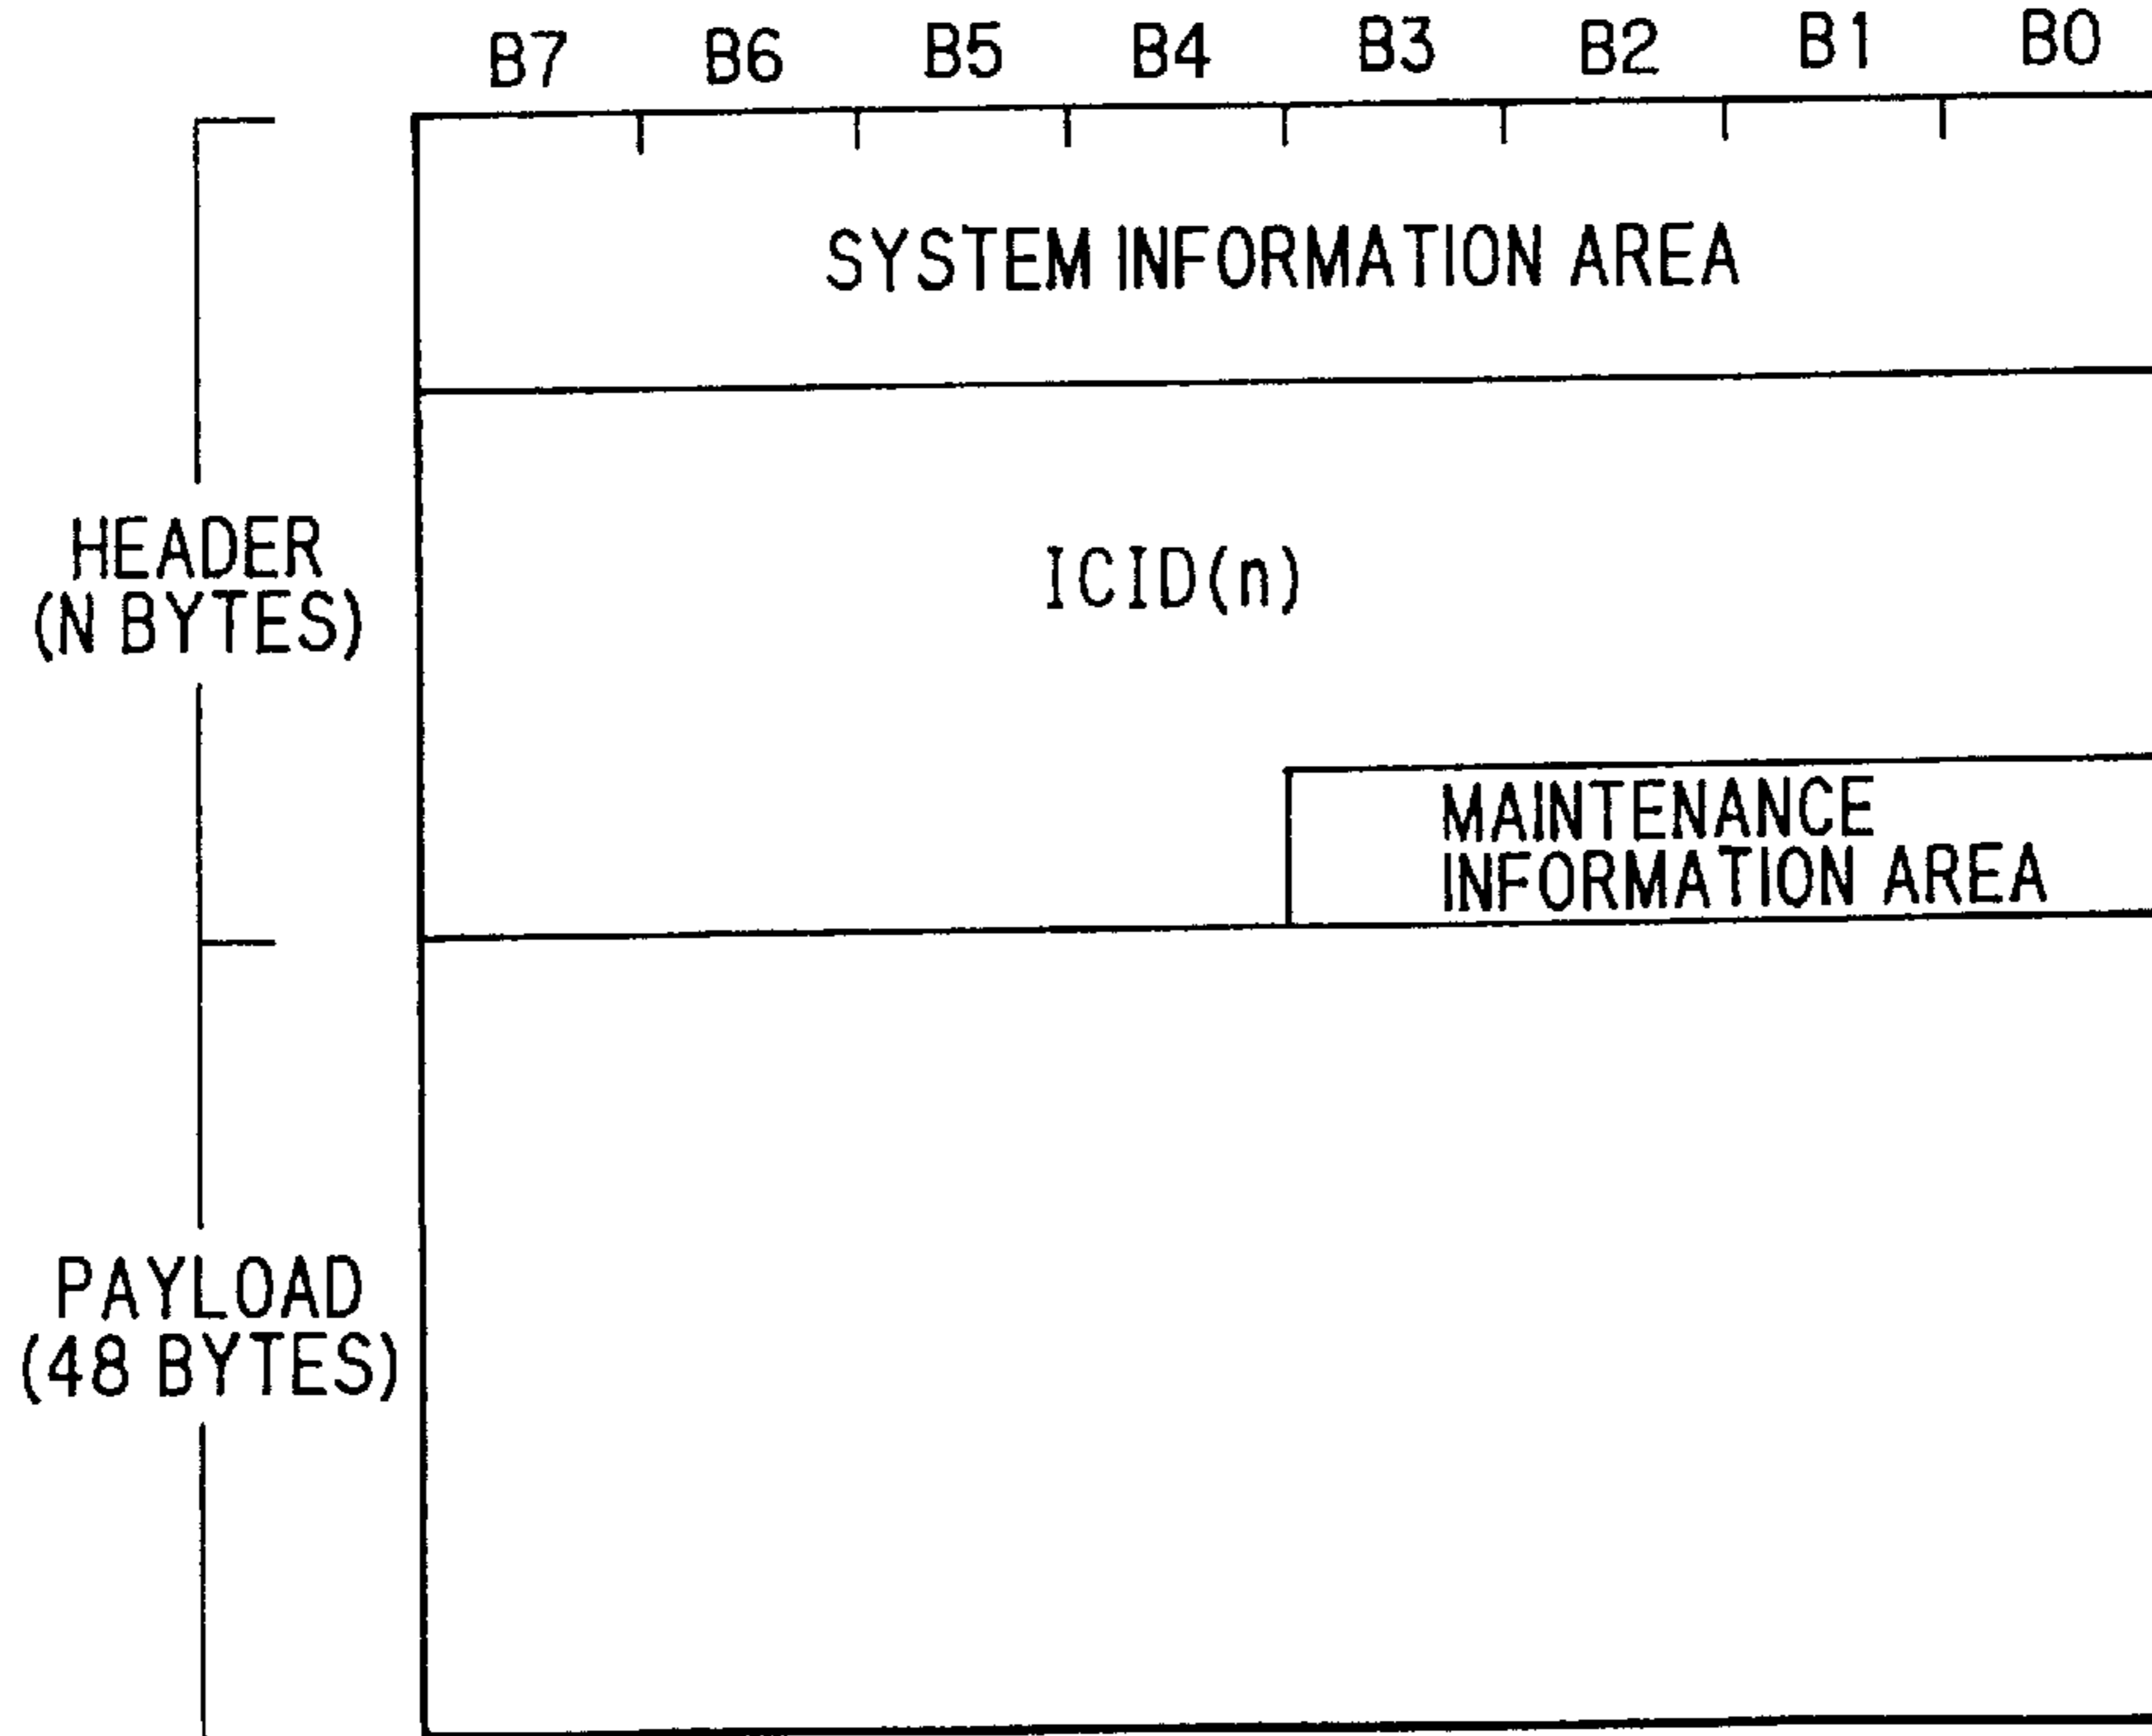 B7 B6 B5 B4 B3 B2 B1 B0
SYSTEM INFORMATION AREA
HEADER
(N BYTES)
ICID(n)
MAINTENANCE
INFORMATION AREA
PAYLOAD
(48 BYTES)